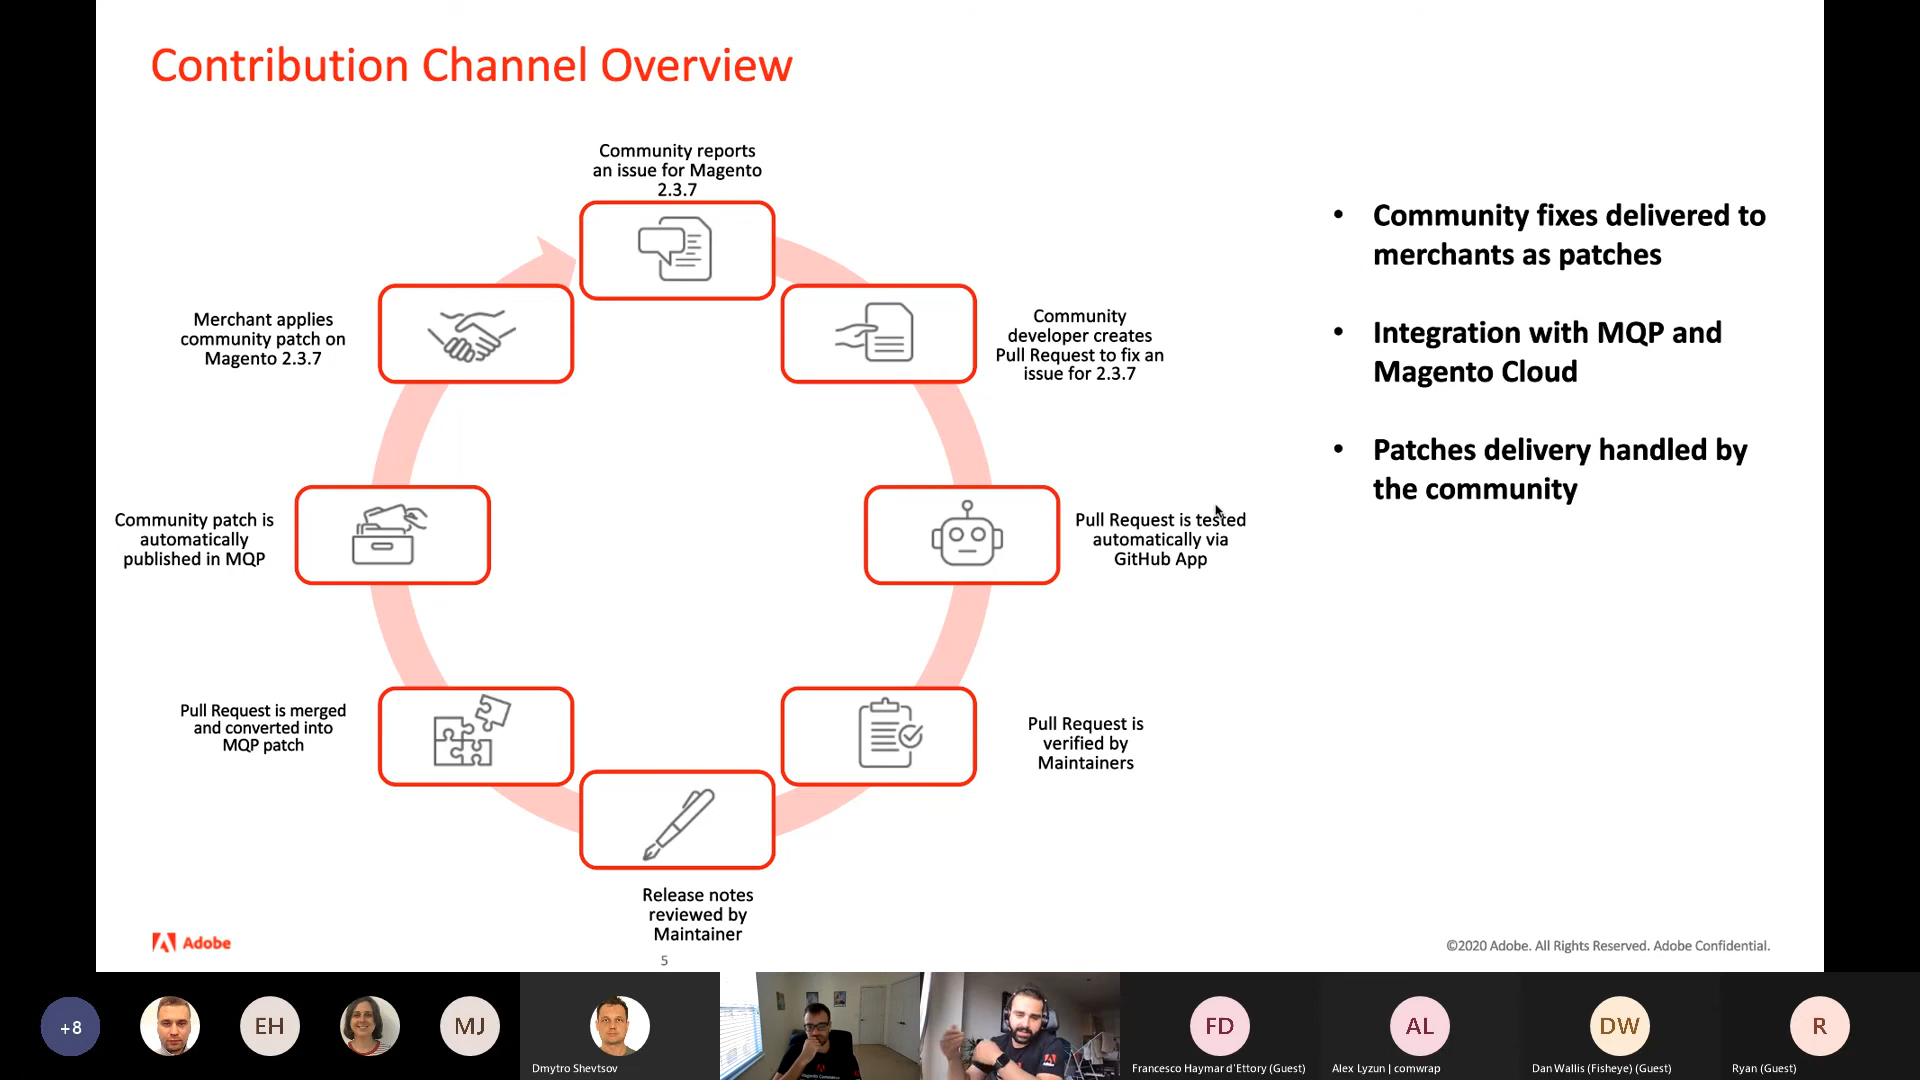 Contribution Channel Overview
Community reports
an issue for Magento
2.3.7
Community
developer creates
Pull Request to fix an
issue for 2.3.7
Pull Request is tested
automatically via
GitHub App
Pull Request is
verified by
Maintainers
Release notes
reviewed by
Maintainer
Pull Request is merged
and converted into
MQP patch
Community patch is
automatically
published in MQP
Merchant applies
community patch on
Magento 2.3.7
• Community fixes delivered to
merchants as patches
• Integration with MQP and
Magento Cloud
• Patches delivery handled by
the community
Adobe
5
©2020 Adobe. All Rights Reserved. Adobe Confidential.
+8
EH
MJ
Dmytro Shevtsov
FD
Francesco Haymar d'Ettory (Guest)
AL
Alex Lyzun | comwrap
DW
Dan Wallis (Fisheye) (Guest)
R
Ryan (Guest)